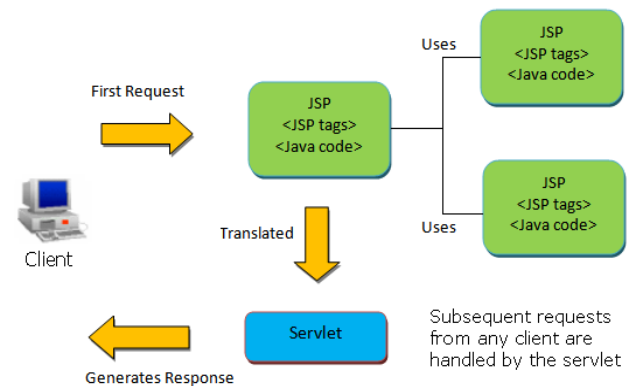 First Request
JSP
<JSP tags>
<Java code>
Uses
JSP
<JSP tags>
<Java code>
Uses
JSP
<JSP tags>
<Java code>
Client
Translated
Servlet
Generates Response
Subsequent requests
from any client are
handled by the servlet